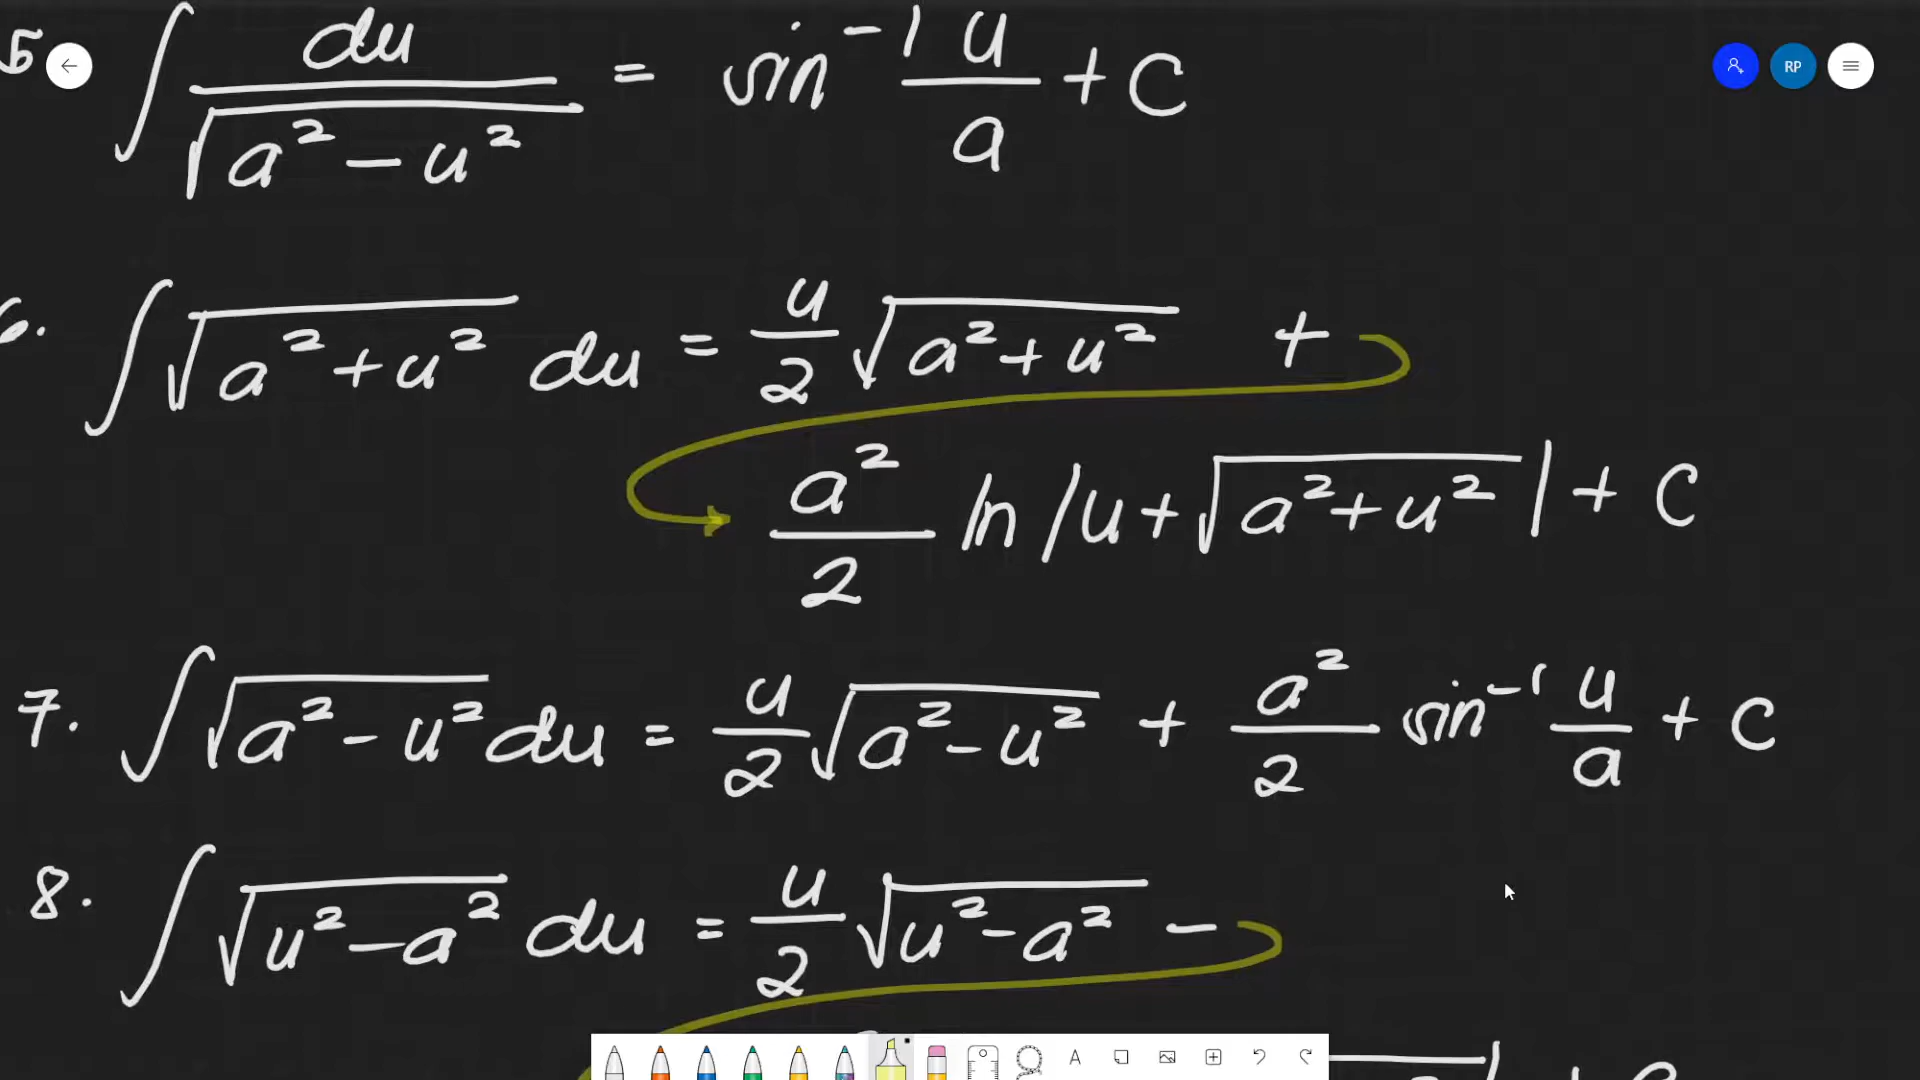 5 ∫ du/√(a² − u²) = sin⁻¹ u/a + C
RP
6. ∫ √(a² + u²) du = u/2 √(a² + u²) +
a²/2 ln |u + √(a² + u²)| + C
7. ∫ √(a² − u²) du = u/2 √(a² − u²) + a²/2 sin⁻¹ u/a + C
8. ∫ √(u² − a²) du = u/2 √(u² − a²) −
A